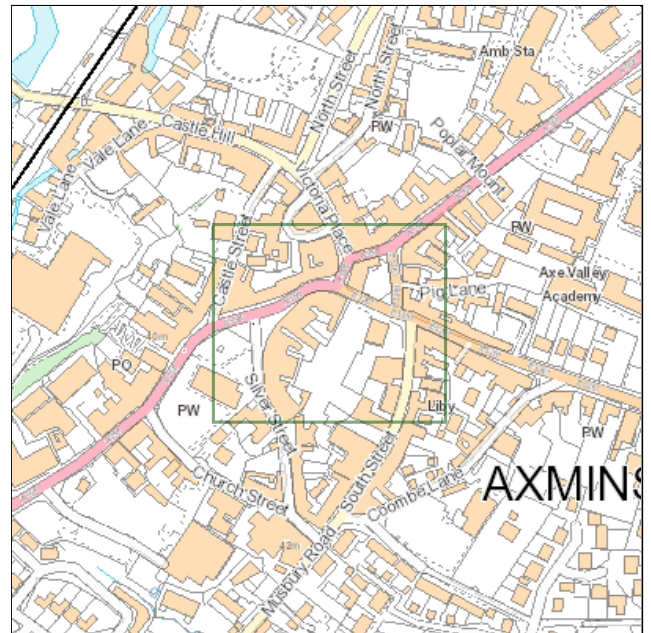 Amb Sta
North Street
North Street
PW
Castle Hill
Poplar Mount
Vale Lane
Vale Lane
Victoria Place
PW
Castle Street
Axe Valley
Academy
Pig Lane
40m
PO
Silver Street
PW
Liby
PW
South Street
Church Street
Coombe Lane
AXMINS
42m
Musbury Road